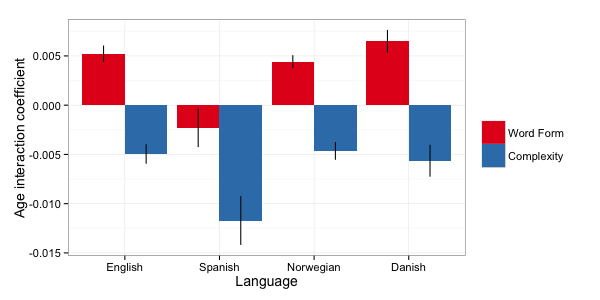 Age interaction coefficient
0.005
0.000
-0.005
-0.010
-0.015
English Spanish Norwegian Danish
Language
Word Form
Complexity